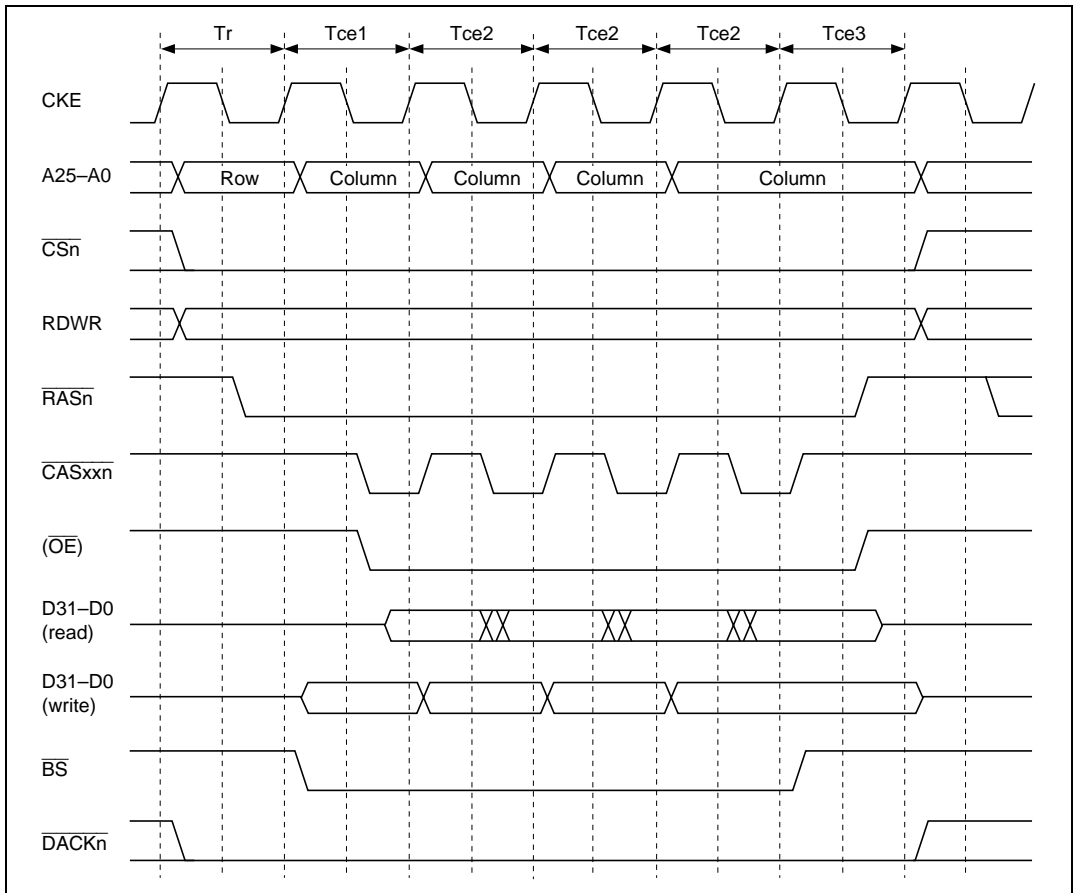 Tr Tce1 Tce2 Tce2 Tce2 Tce3
CKE
A25–A0 Row Column Column Column Column
CSn
RDWR
RASn
CASxxn
(OE)
D31–D0
(read)
D31–D0
(write)
BS
DACKn